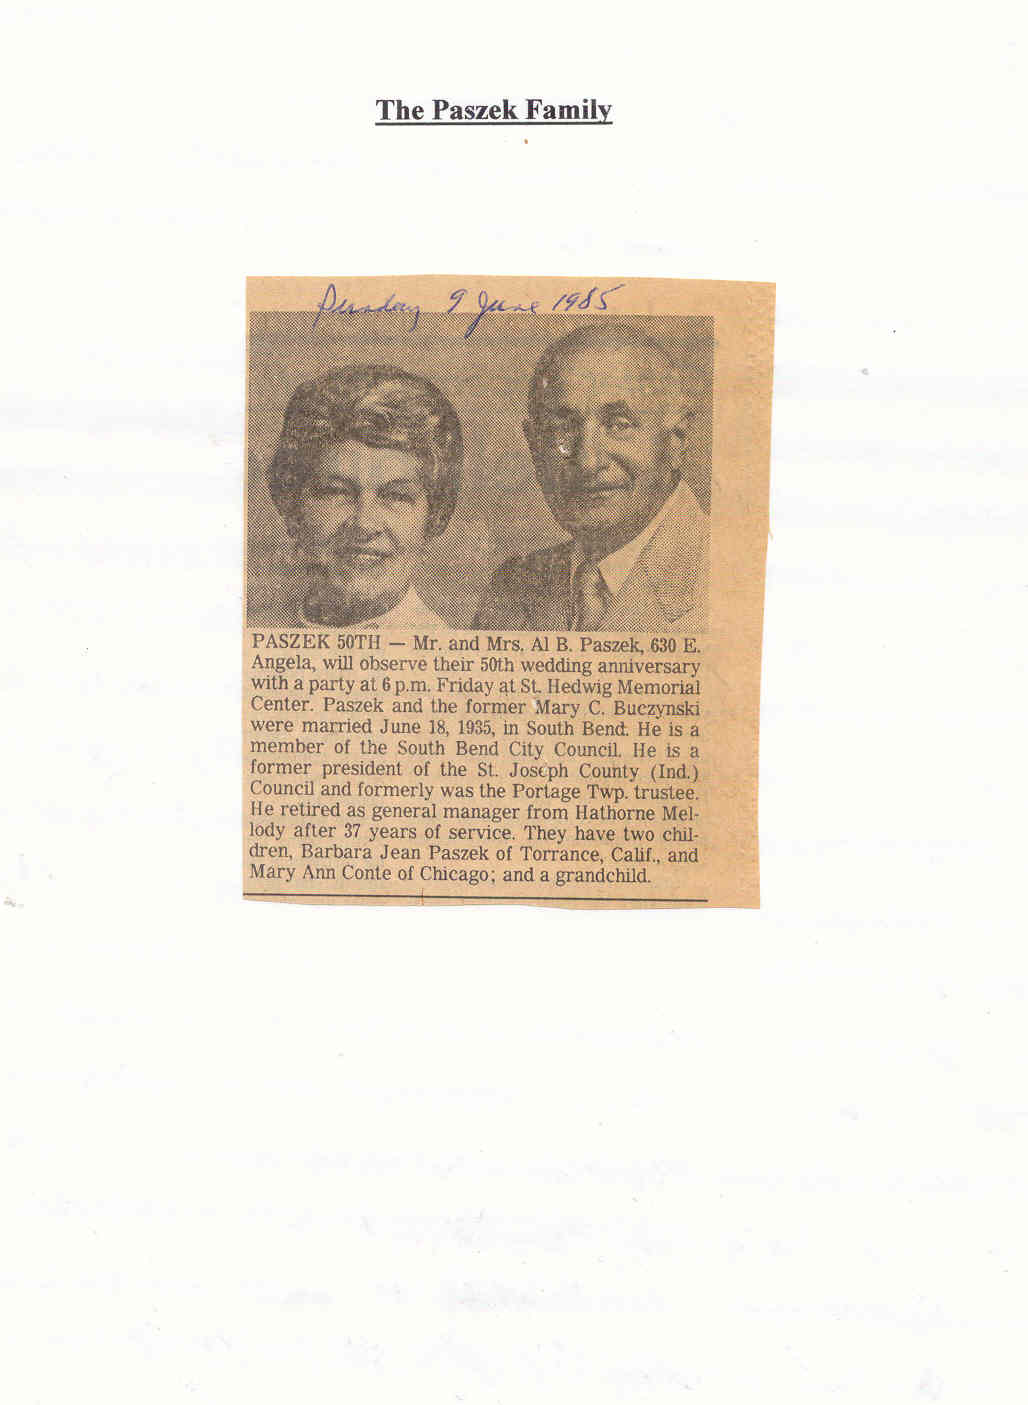 The Paszek Family
Sunday 9 June 1985
PASZEK 50TH — Mr. and Mrs. Al B. Paszek, 630 E.
Angela, will observe their 50th wedding anniversary
with a party at 6 p.m. Friday at St. Hedwig Memorial
Center. Paszek and the former Mary C. Buczynski
were married June 18, 1935, in South Bend. He is a
member of the South Bend City Council. He is a
former president of the St. Joseph County (Ind.)
Council and formerly was the Portage Twp. trustee.
He retired as general manager from Hathorne Mel-
lody after 37 years of service. They have two chil-
dren, Barbara Jean Paszek of Torrance, Calif., and
Mary Ann Conte of Chicago; and a grandchild.